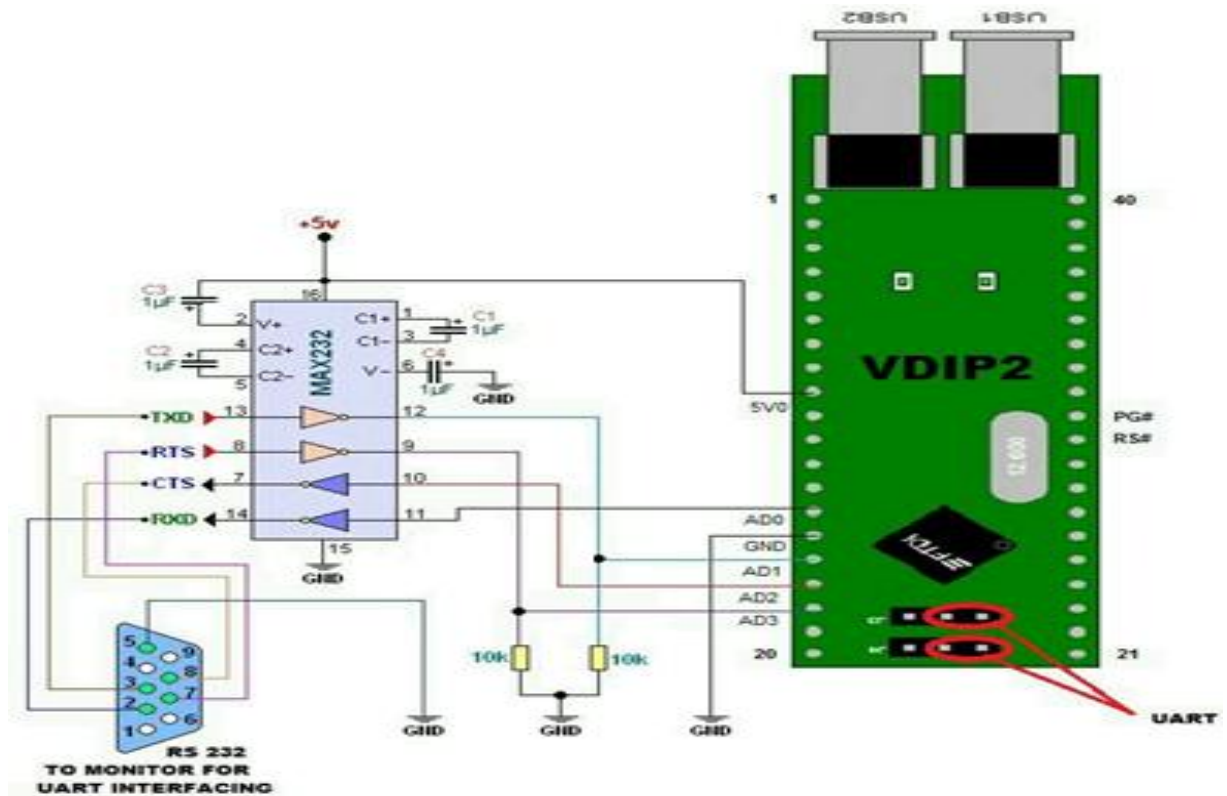 USB2
USB1
1
40
+5v
C3
1µF
16
2
V+
C1+
1
C1
1µF
4
C2+
C1-
3
C2
1µF
C2-
5
MAX232
V-
6
C4
1µF
GND
VDIP2
5V0
PG#
RS#
12.000
TXD
13
12
RTS
8
9
CTS
7
10
RXD
14
11
15
GND
AD0
GND
AD1
AD2
AD3
FTDI
20
21
10k
10k
5
9
4
8
3
7
2
6
1
GND
GND
GND
UART
RS 232
TO MONITOR FOR
UART INTERFACING